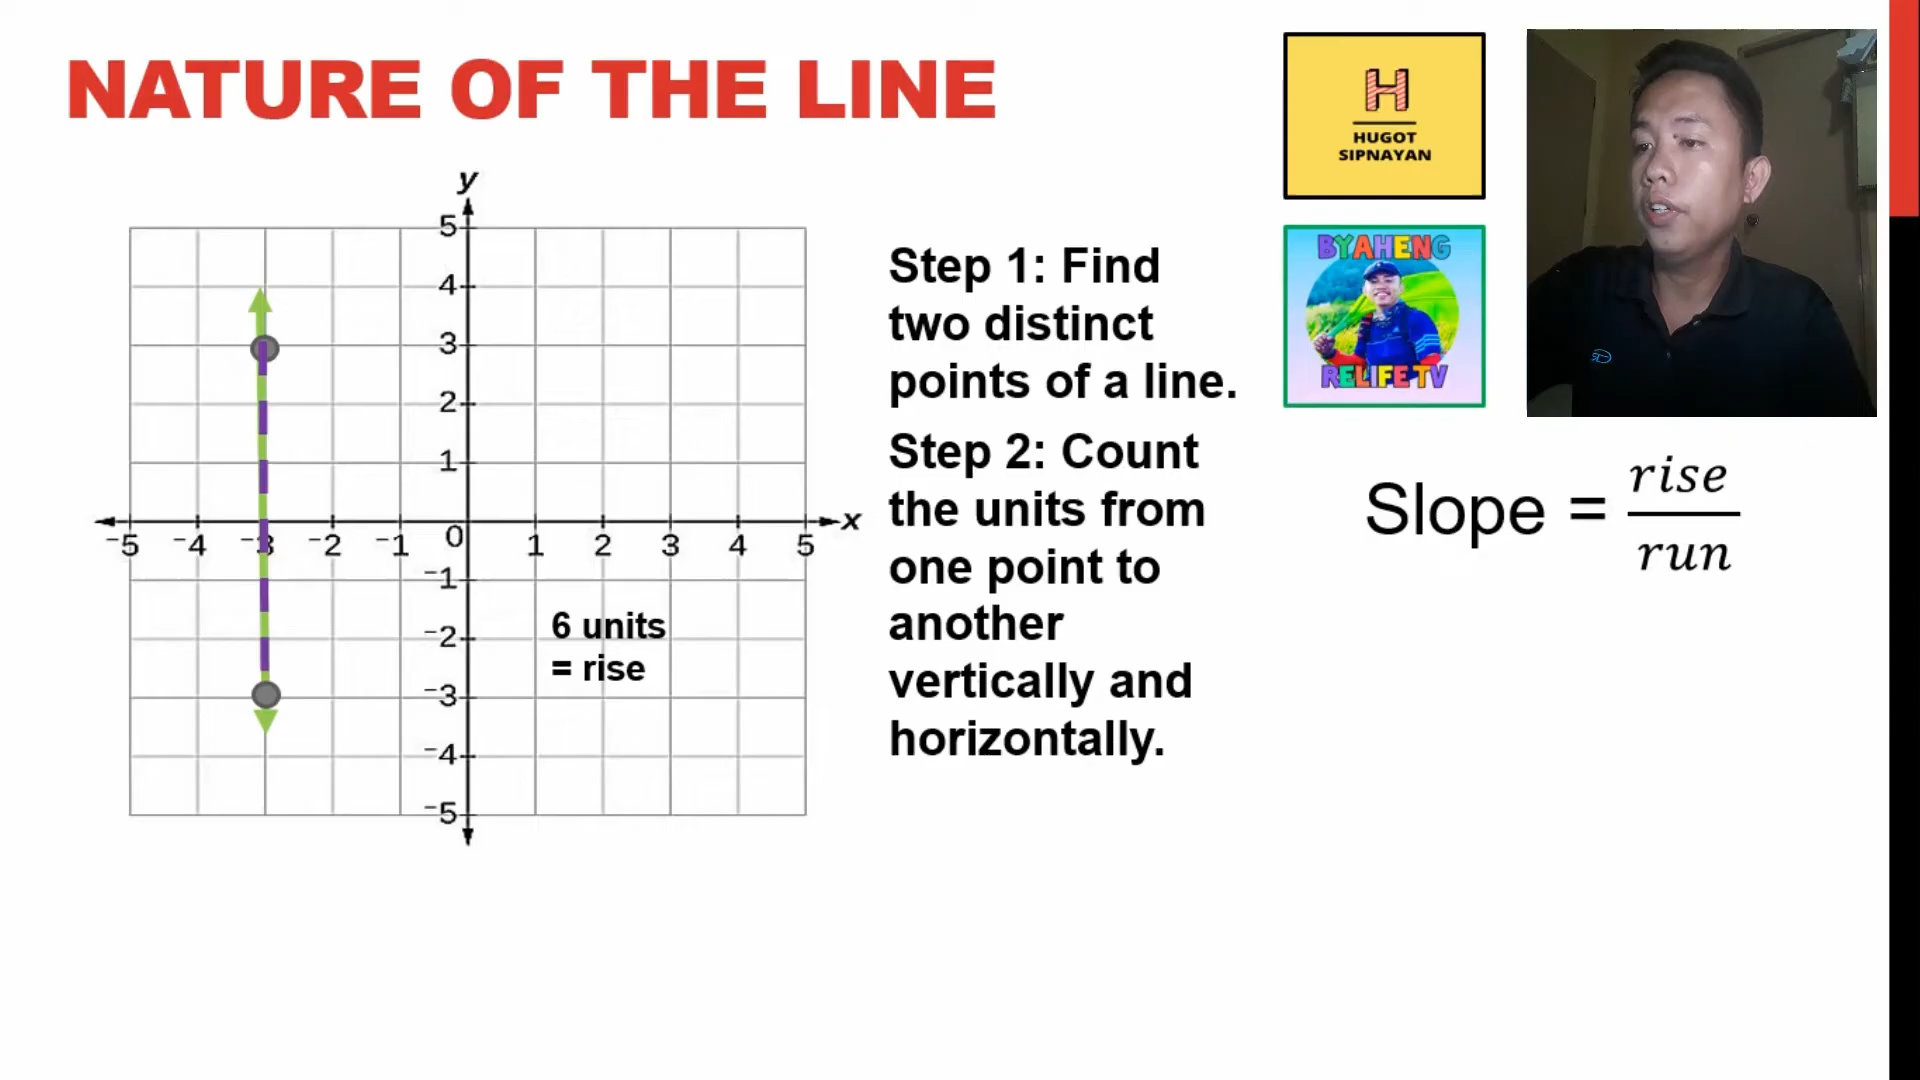 NATURE OF THE LINE
H
HUGOT
SIPNAYAN
BYAHENG
RELIFE TV
y
5
4
3
2
1
x
-5 -4 -3 -2 -1 0 1 2 3 4 5
-1
-2
-3
-4
-5
6 units
= rise
Step 1: Find
two distinct
points of a line.
Step 2: Count
the units from
one point to
another
vertically and
horizontally.
Slope = rise
run